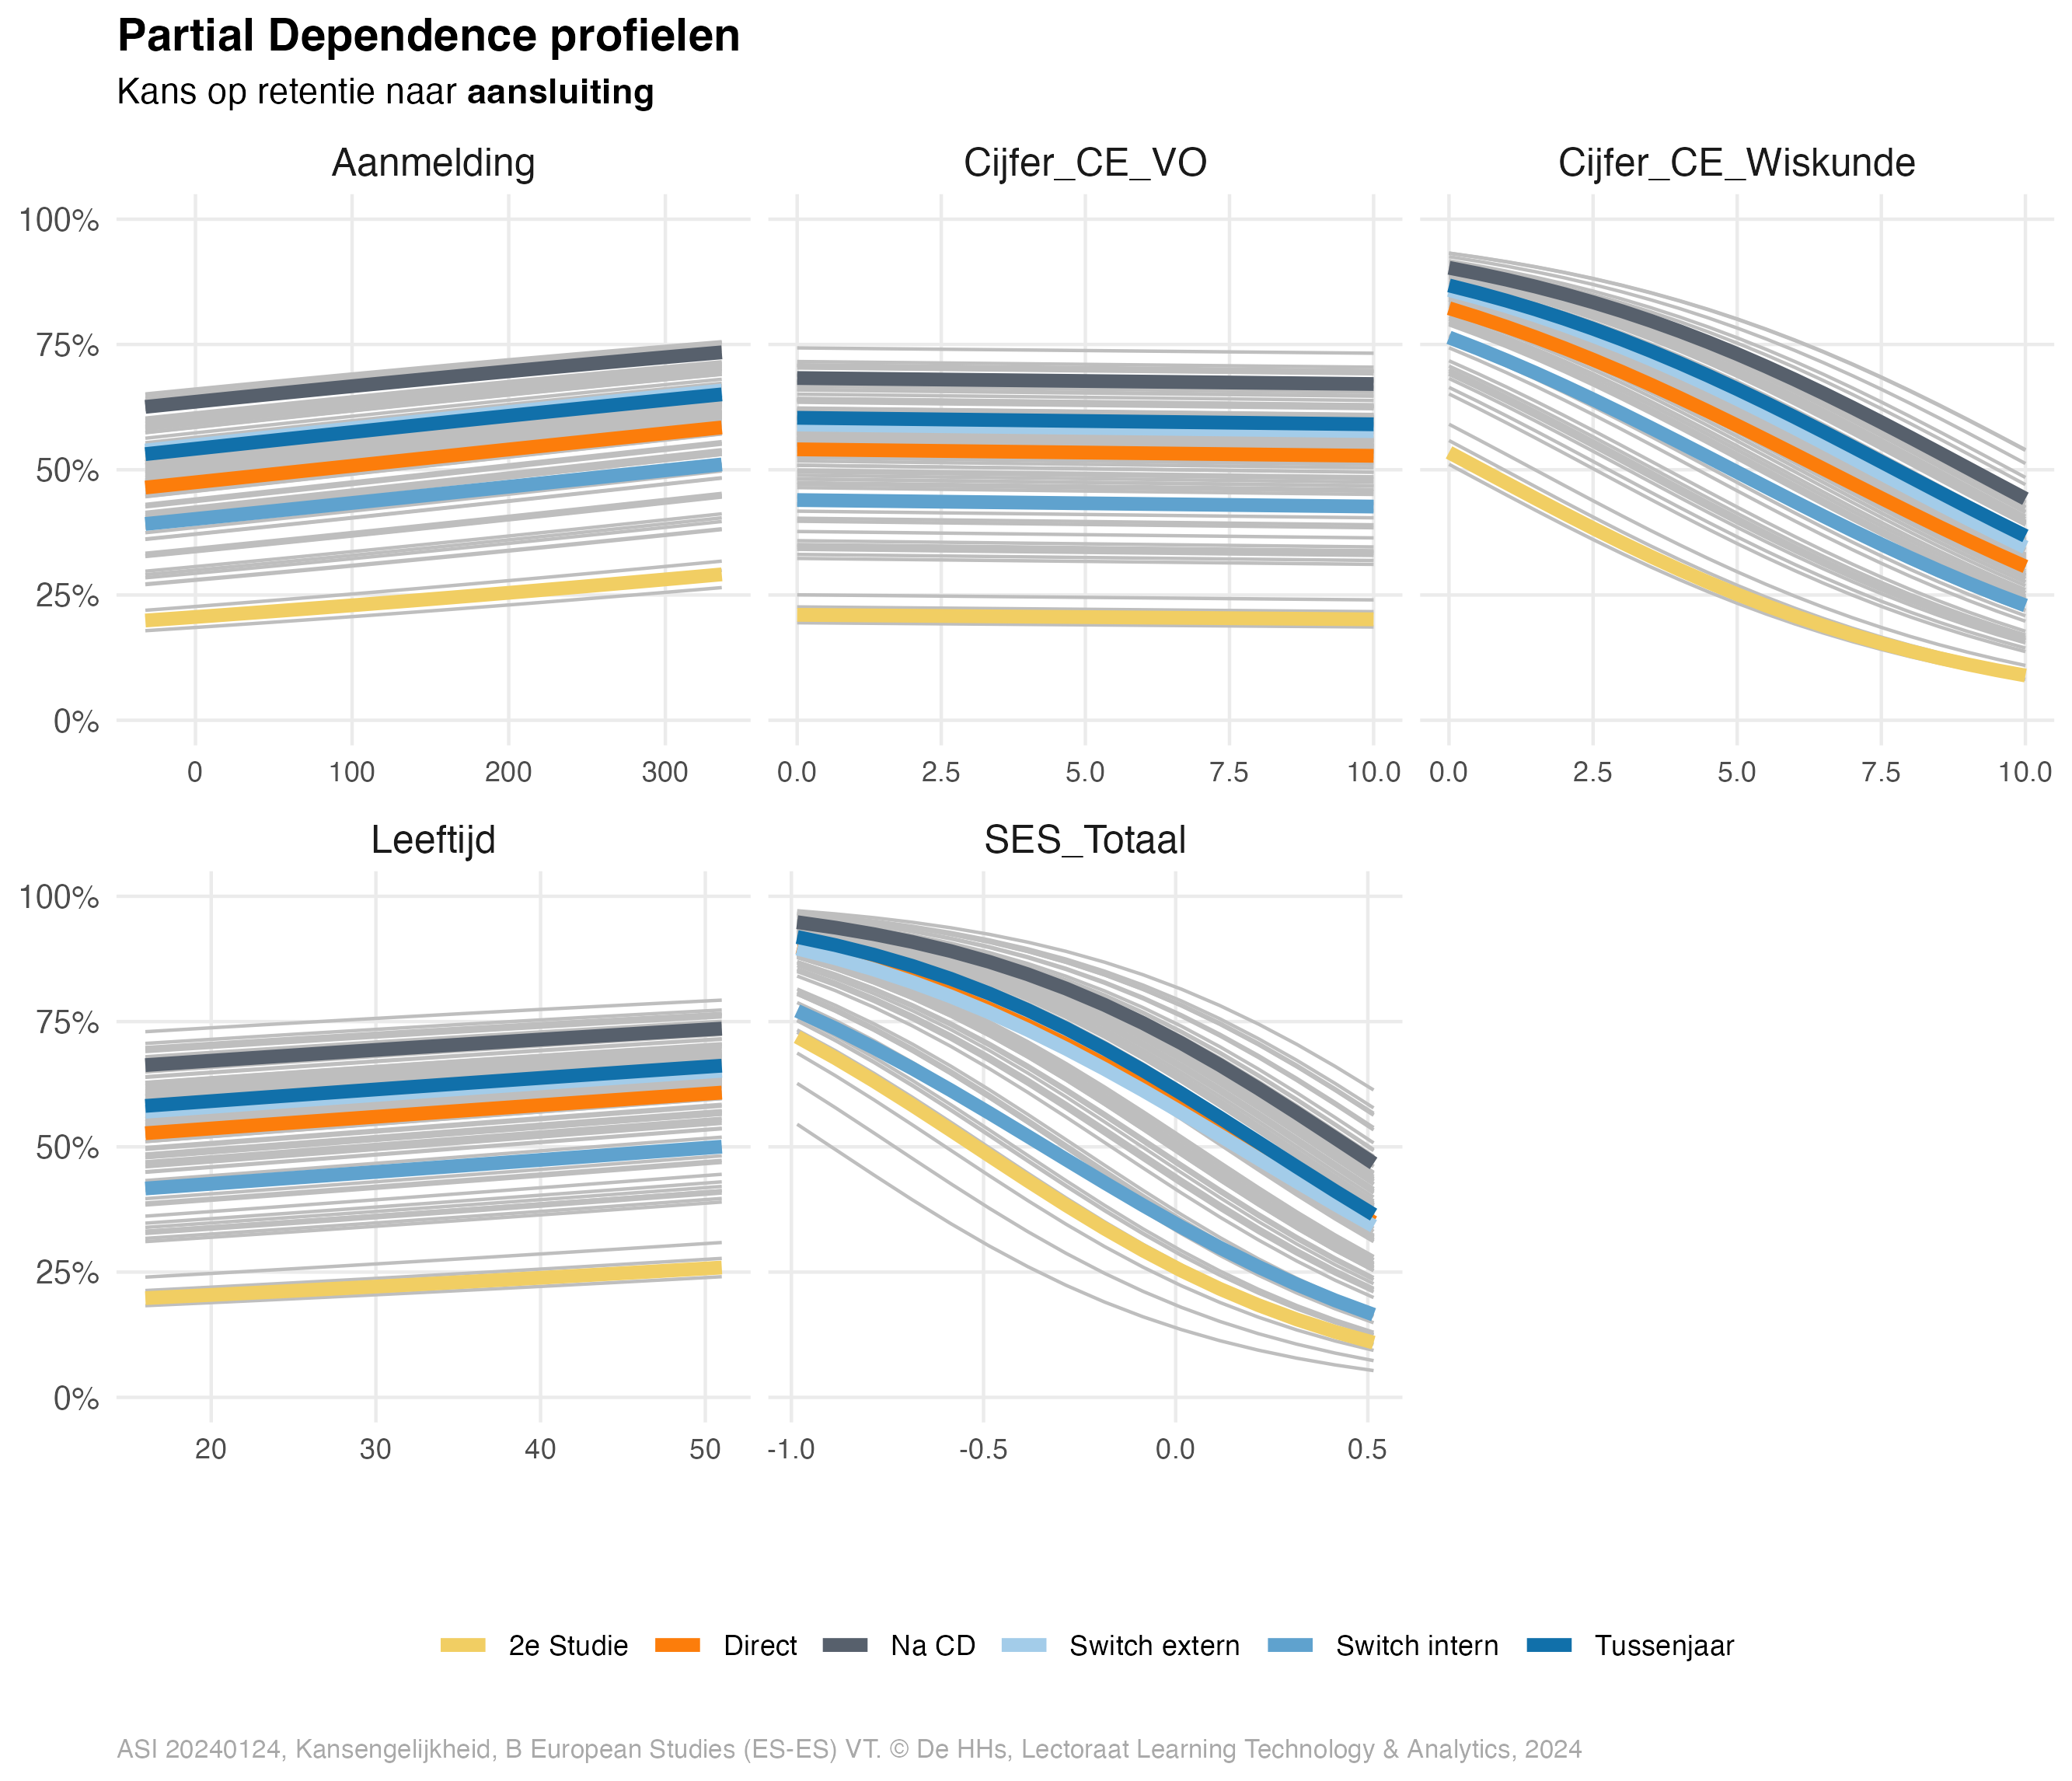 Partial Dependence profielen
Kans op retentie naar aansluiting
Aanmelding
Cijfer_CE_VO
Cijfer_CE_Wiskunde
100%
75%
50%
25%
0%
0 100 200 300
0.0 2.5 5.0 7.5 10.0
0.0 2.5 5.0 7.5 10.0
Leeftijd
SES_Totaal
100%
75%
50%
25%
0%
20 30 40 50
-1.0 -0.5 0.0 0.5
2e Studie Direct Na CD Switch extern Switch intern Tussenjaar
ASI 20240124, Kansengelijkheid, B European Studies (ES-ES) VT. © De HHs, Lectoraat Learning Technology & Analytics, 2024